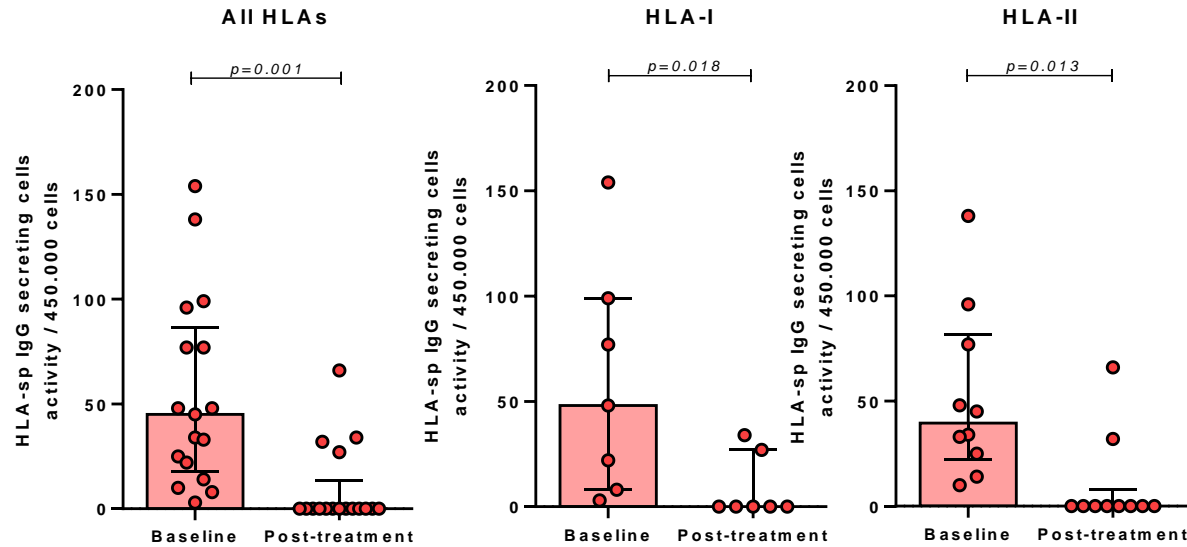 All HLAs
HLA-sp IgG secreting cells
activity / 450.000 cells
p=0.001
200
150
100
50
0
Baseline Post-treatment
HLA-I
HLA-sp IgG secreting cells
activity / 450.000 cells
p=0.018
200
150
100
50
0
Baseline Post-treatment
HLA-II
HLA-sp IgG secreting cells
activity / 450.000 cells
p=0.013
200
150
100
50
0
Baseline Post-treatment